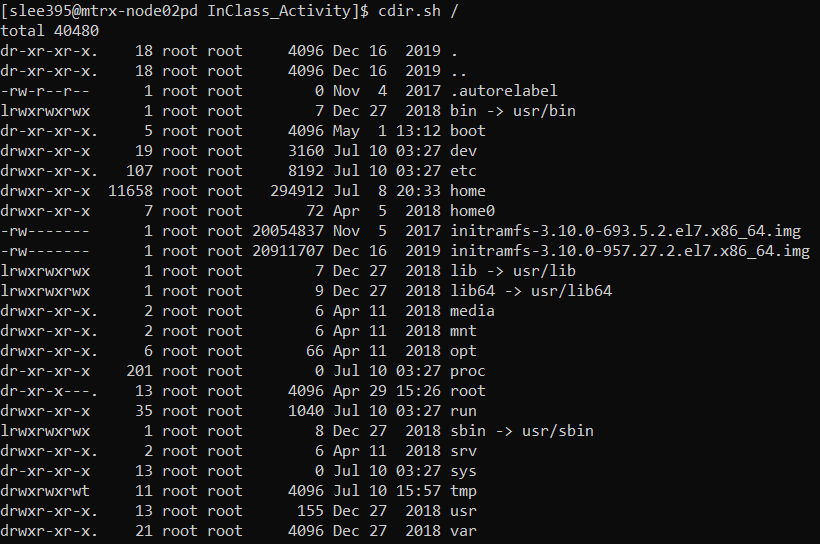 [slee395@mtrx-node02pd InClass_Activity]$ cdir.sh /
total 40480
dr-xr-xr-x.    18 root root     4096 Dec 16  2019 .
dr-xr-xr-x.    18 root root     4096 Dec 16  2019 ..
-rw-r--r--      1 root root        0 Nov  4  2017 .autorelabel
lrwxrwxrwx      1 root root        7 Dec 27  2018 bin -> usr/bin
dr-xr-xr-x.     5 root root     4096 May  1 13:12 boot
drwxr-xr-x     19 root root     3160 Jul 10 03:27 dev
drwxr-xr-x.   107 root root     8192 Jul 10 03:27 etc
drwxr-xr-x  11658 root root   294912 Jul  8 20:33 home
drwxr-xr-x      7 root root       72 Apr  5  2018 home0
-rw-------      1 root root 20054837 Nov  5  2017 initramfs-3.10.0-693.5.2.el7.x86_64.img
-rw-------      1 root root 20911707 Dec 16  2019 initramfs-3.10.0-957.27.2.el7.x86_64.img
lrwxrwxrwx      1 root root        7 Dec 27  2018 lib -> usr/lib
lrwxrwxrwx      1 root root        9 Dec 27  2018 lib64 -> usr/lib64
drwxr-xr-x.     2 root root        6 Apr 11  2018 media
drwxr-xr-x.     2 root root        6 Apr 11  2018 mnt
drwxr-xr-x.     6 root root       66 Apr 11  2018 opt
dr-xr-xr-x    201 root root        0 Jul 10 03:27 proc
dr-xr-x---.    13 root root     4096 Apr 29 15:26 root
drwxr-xr-x     35 root root     1040 Jul 10 03:27 run
lrwxrwxrwx      1 root root        8 Dec 27  2018 sbin -> usr/sbin
drwxr-xr-x.     2 root root        6 Apr 11  2018 srv
dr-xr-xr-x     13 root root        0 Jul 10 03:27 sys
drwxrwxrwt     11 root root     4096 Jul 10 15:57 tmp
drwxr-xr-x.    13 root root      155 Dec 27  2018 usr
drwxr-xr-x.    21 root root     4096 Dec 27  2018 var